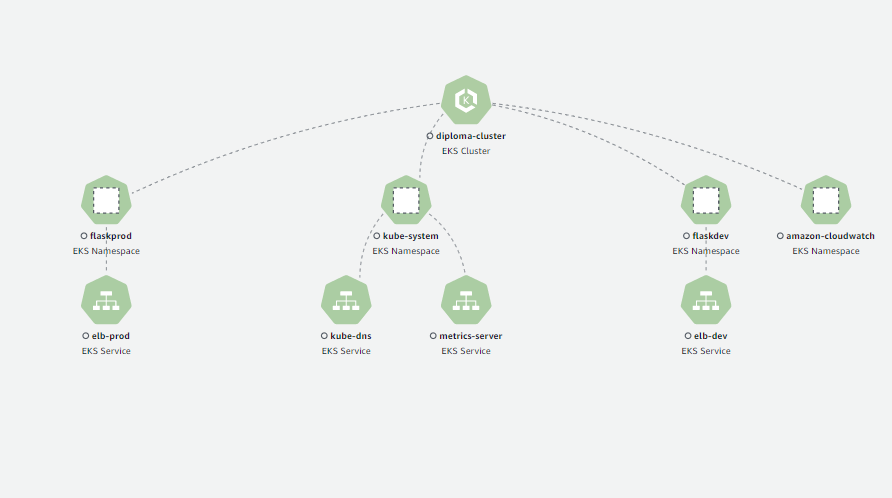 diploma-cluster
EKS Cluster
flaskprod
EKS Namespace
kube-system
EKS Namespace
flaskdev
EKS Namespace
amazon-cloudwatch
EKS Namespace
elb-prod
EKS Service
kube-dns
EKS Service
metrics-server
EKS Service
elb-dev
EKS Service